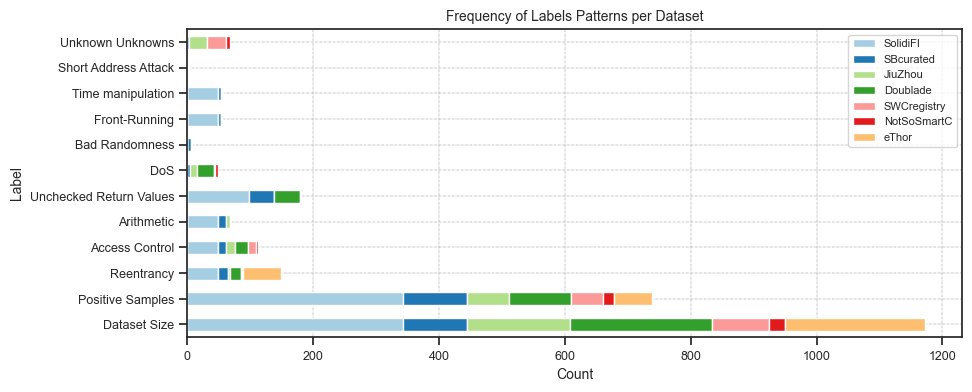 Frequency of Labels Patterns per Dataset
Unknown Unknowns
Short Address Attack
Time manipulation
Front-Running
Bad Randomness
DoS
Unchecked Return Values
Arithmetic
Access Control
Reentrancy
Positive Samples
Dataset Size
Label
SolidiFI
SBcurated
JiuZhou
Doublade
SWCregistry
NotSoSmartC
eThor
0 200 400 600 800 1000 1200
Count